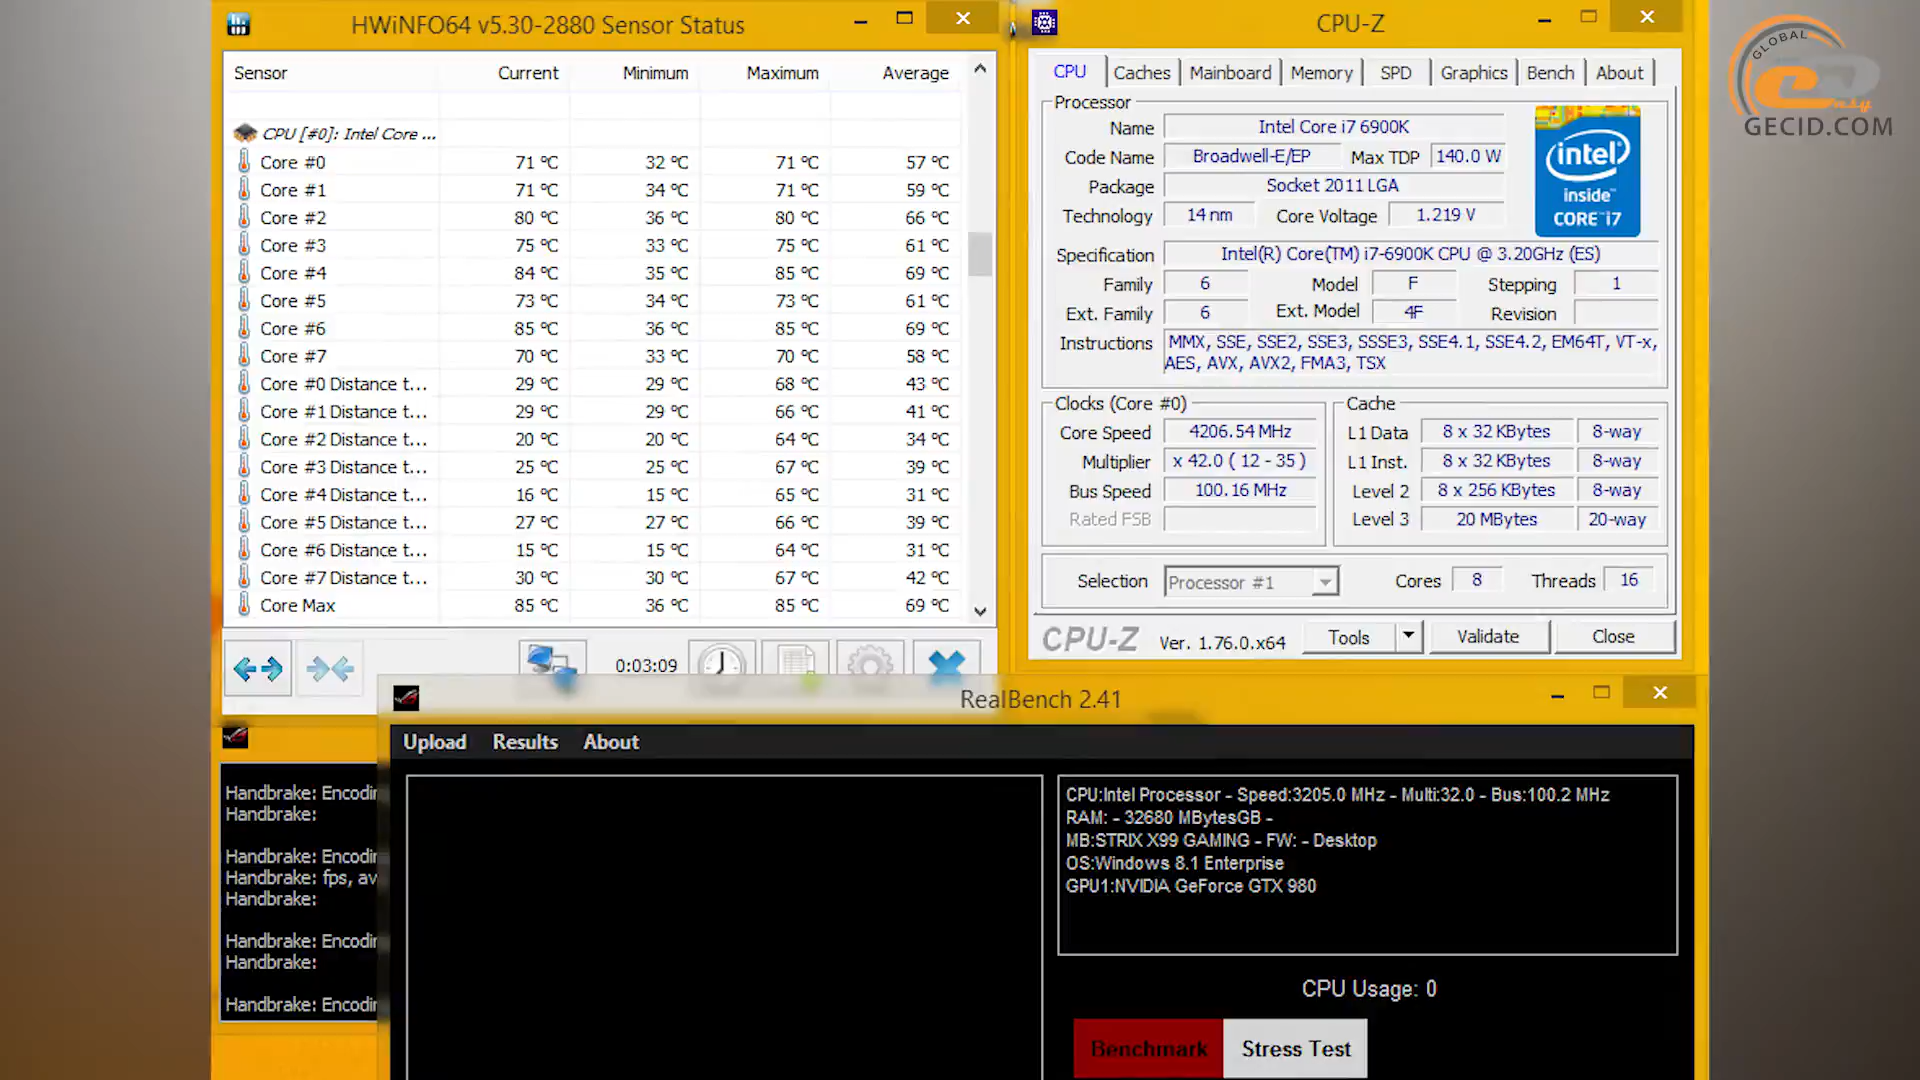 HWiNFO64 v5.30-2880 Sensor Status
Sensor Current Minimum Maximum Average
CPU [#0]: Intel Core ...
Core #0 71 °C 32 °C 71 °C 57 °C
Core #1 71 °C 34 °C 71 °C 59 °C
Core #2 80 °C 36 °C 80 °C 66 °C
Core #3 75 °C 33 °C 75 °C 61 °C
Core #4 84 °C 35 °C 85 °C 69 °C
Core #5 73 °C 34 °C 73 °C 61 °C
Core #6 85 °C 36 °C 85 °C 69 °C
Core #7 70 °C 33 °C 70 °C 58 °C
Core #0 Distance t... 29 °C 29 °C 68 °C 43 °C
Core #1 Distance t... 29 °C 29 °C 66 °C 41 °C
Core #2 Distance t... 20 °C 20 °C 64 °C 34 °C
Core #3 Distance t... 25 °C 25 °C 67 °C 39 °C
Core #4 Distance t... 16 °C 15 °C 65 °C 31 °C
Core #5 Distance t... 27 °C 27 °C 66 °C 39 °C
Core #6 Distance t... 15 °C 15 °C 64 °C 31 °C
Core #7 Distance t... 30 °C 30 °C 67 °C 42 °C
Core Max 85 °C 36 °C 85 °C 69 °C
0:03:09
CPU-Z
CPU Caches Mainboard Memory SPD Graphics Bench About
Processor
Name Intel Core i7 6900K
Code Name Broadwell-E/EP Max TDP 140.0 W
Package Socket 2011 LGA
Technology 14 nm Core Voltage 1.219 V
intel
inside™
CORE™i7
Specification Intel(R) Core(TM) i7-6900K CPU @ 3.20GHz (ES)
Family 6 Model F Stepping 1
Ext. Family 6 Ext. Model 4F Revision
Instructions MMX, SSE, SSE2, SSE3, SSSE3, SSE4.1, SSE4.2, EM64T, VT-x,
AES, AVX, AVX2, FMA3, TSX
Clocks (Core #0)
Core Speed 4206.54 MHz
Multiplier x 42.0 ( 12 - 35 )
Bus Speed 100.16 MHz
Rated FSB
Cache
L1 Data 8 x 32 KBytes 8-way
L1 Inst. 8 x 32 KBytes 8-way
Level 2 8 x 256 KBytes 8-way
Level 3 20 MBytes 20-way
Selection Processor #1 Cores 8 Threads 16
CPU-Z Ver. 1.76.0.x64 Tools Validate Close
GLOBAL
GECID.COM
RealBench 2.41
Upload Results About
Handbrake: Encodin
Handbrake:
Handbrake: Encodin
Handbrake: fps, av
Handbrake:
Handbrake: Encodin
Handbrake:
Handbrake: Encodin
CPU:Intel Processor - Speed:3205.0 MHz - Multi:32.0 - Bus:100.2 MHz
RAM: - 32680 MBytesGB -
MB:STRIX X99 GAMING - FW: - Desktop
OS:Windows 8.1 Enterprise
GPU1:NVIDIA GeForce GTX 980
CPU Usage: 0
Benchmark Stress Test